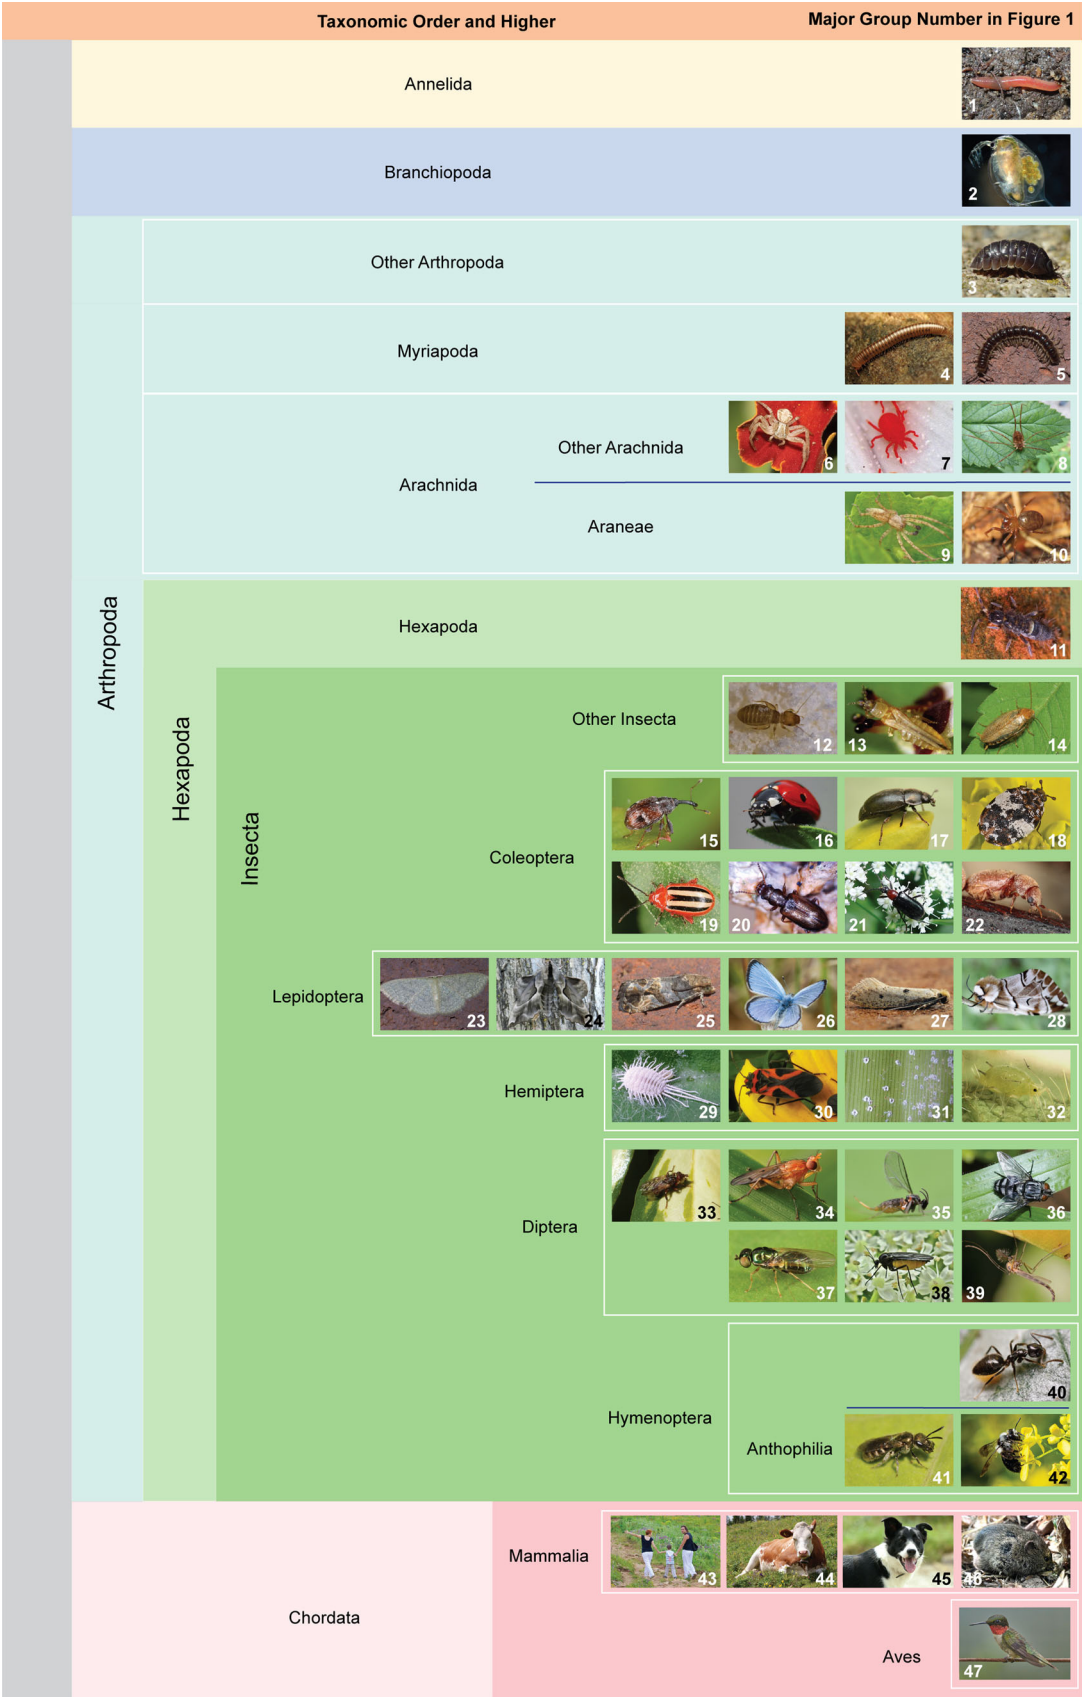 Taxonomic Order and Higher
Major Group Number in Figure 1
Annelida
1
Branchiopoda
2
Other Arthropoda
3
Myriapoda
4
5
Other Arachnida
6
7
8
Arachnida
Araneae
9
10
Arthropoda
Hexapoda
11
Hexapoda
Insecta
Other Insecta
12
13
14
Coleoptera
15
16
17
18
19
20
21
22
Lepidoptera
23
24
25
26
27
28
Hemiptera
29
30
31
32
Diptera
33
34
35
36
37
38
39
Hymenoptera
40
Anthophilia
41
42
Chordata
Mammalia
43
44
45
46
Aves
47